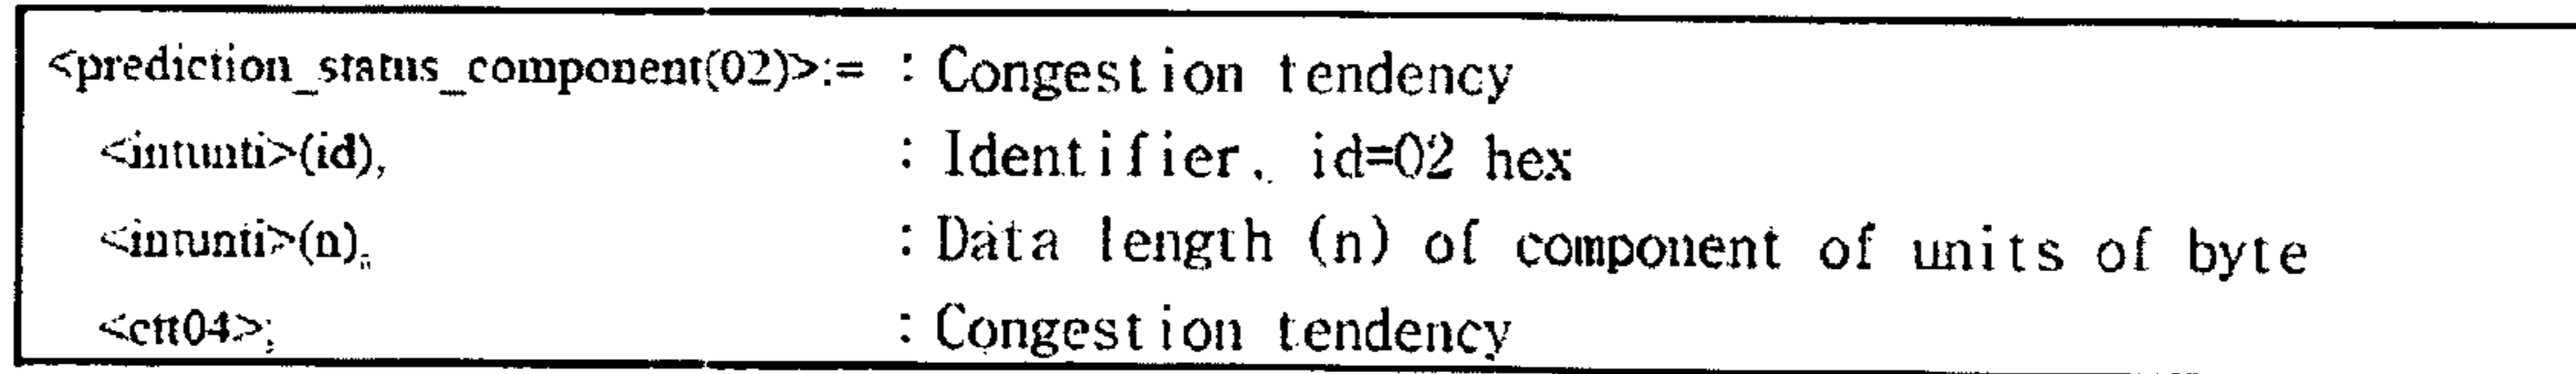 <prediction_status_component(02)>:= : Congestion tendency
<intunti>(id), : Identifier, id=02 hex
<intunti>(n), : Data length (n) of component of units of byte
<ctt04>; : Congestion tendency